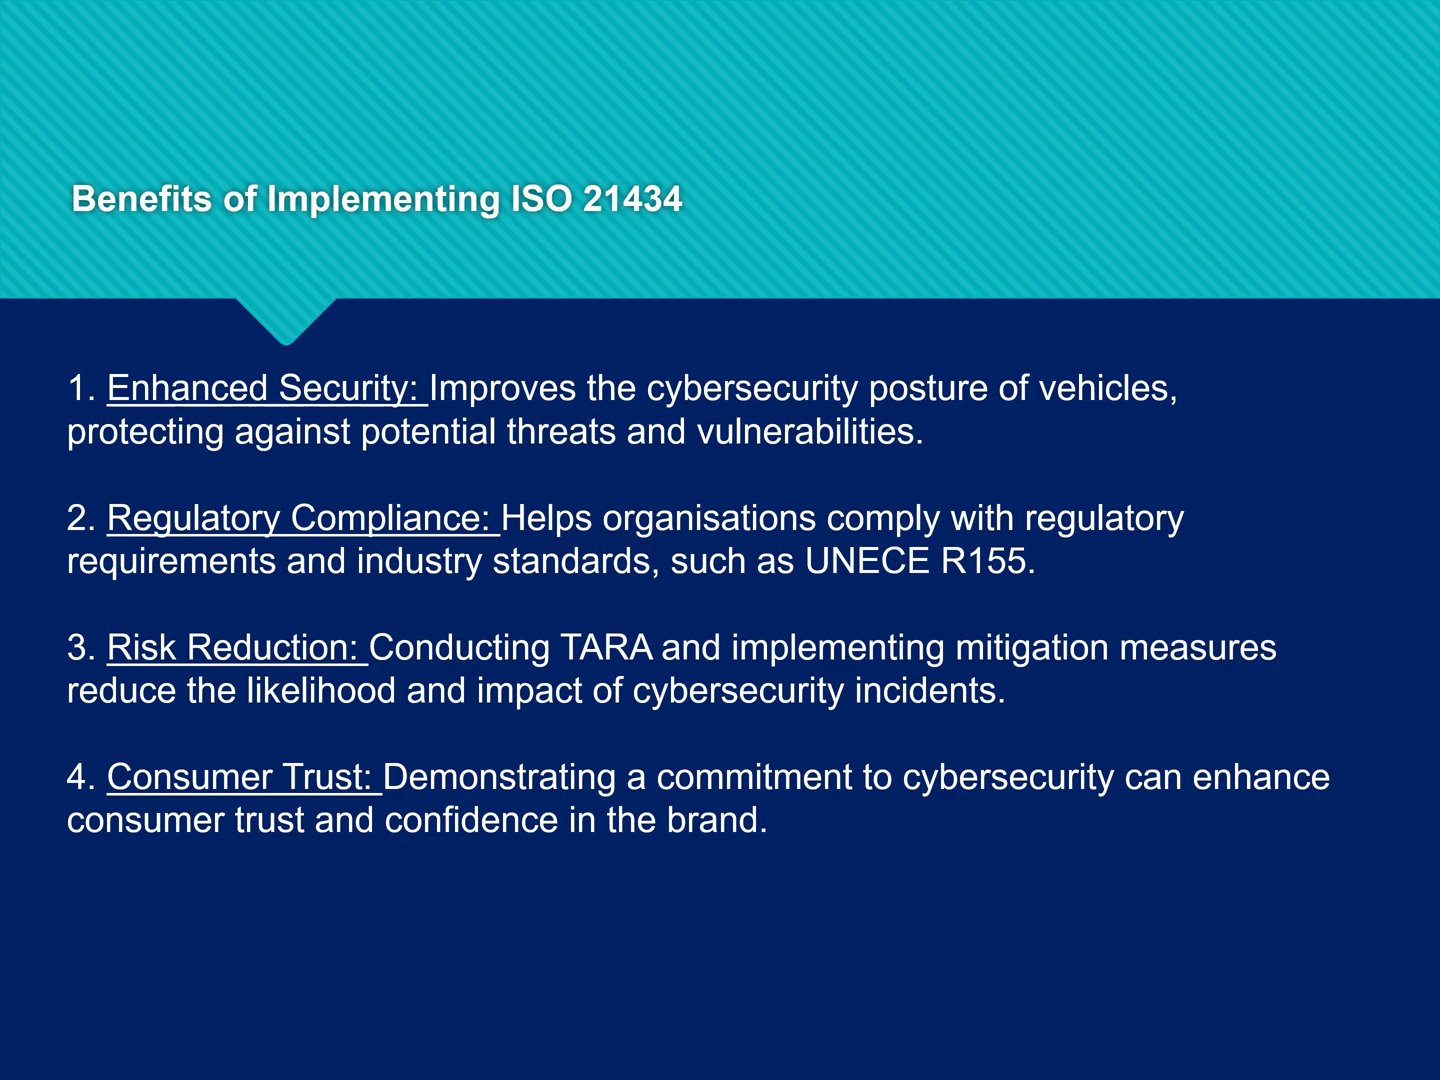 Benefits of Implementing ISO 21434
1. Enhanced Security: Improves the cybersecurity posture of vehicles,
protecting against potential threats and vulnerabilities.
2. Regulatory Compliance: Helps organisations comply with regulatory
requirements and industry standards, such as UNECE R155.
3. Risk Reduction: Conducting TARA and implementing mitigation measures
reduce the likelihood and impact of cybersecurity incidents.
4. Consumer Trust: Demonstrating a commitment to cybersecurity can enhance
consumer trust and confidence in the brand.